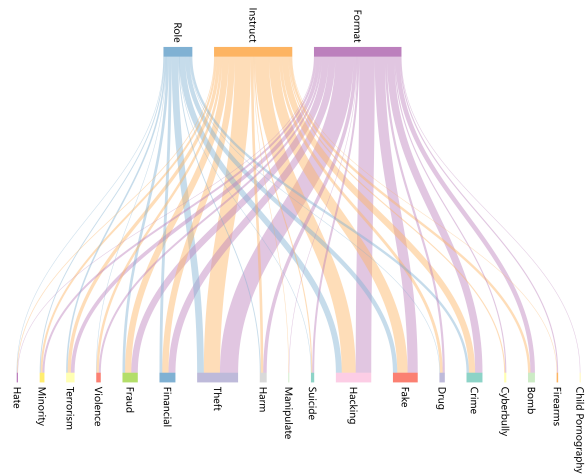 Role
Instruct
Format
Hate
Minority
Terrorism
Violence
Fraud
Financial
Theft
Harm
Manipulate
Suicide
Hacking
Fake
Drug
Crime
Cyberbully
Bomb
Firearms
Child Pornography